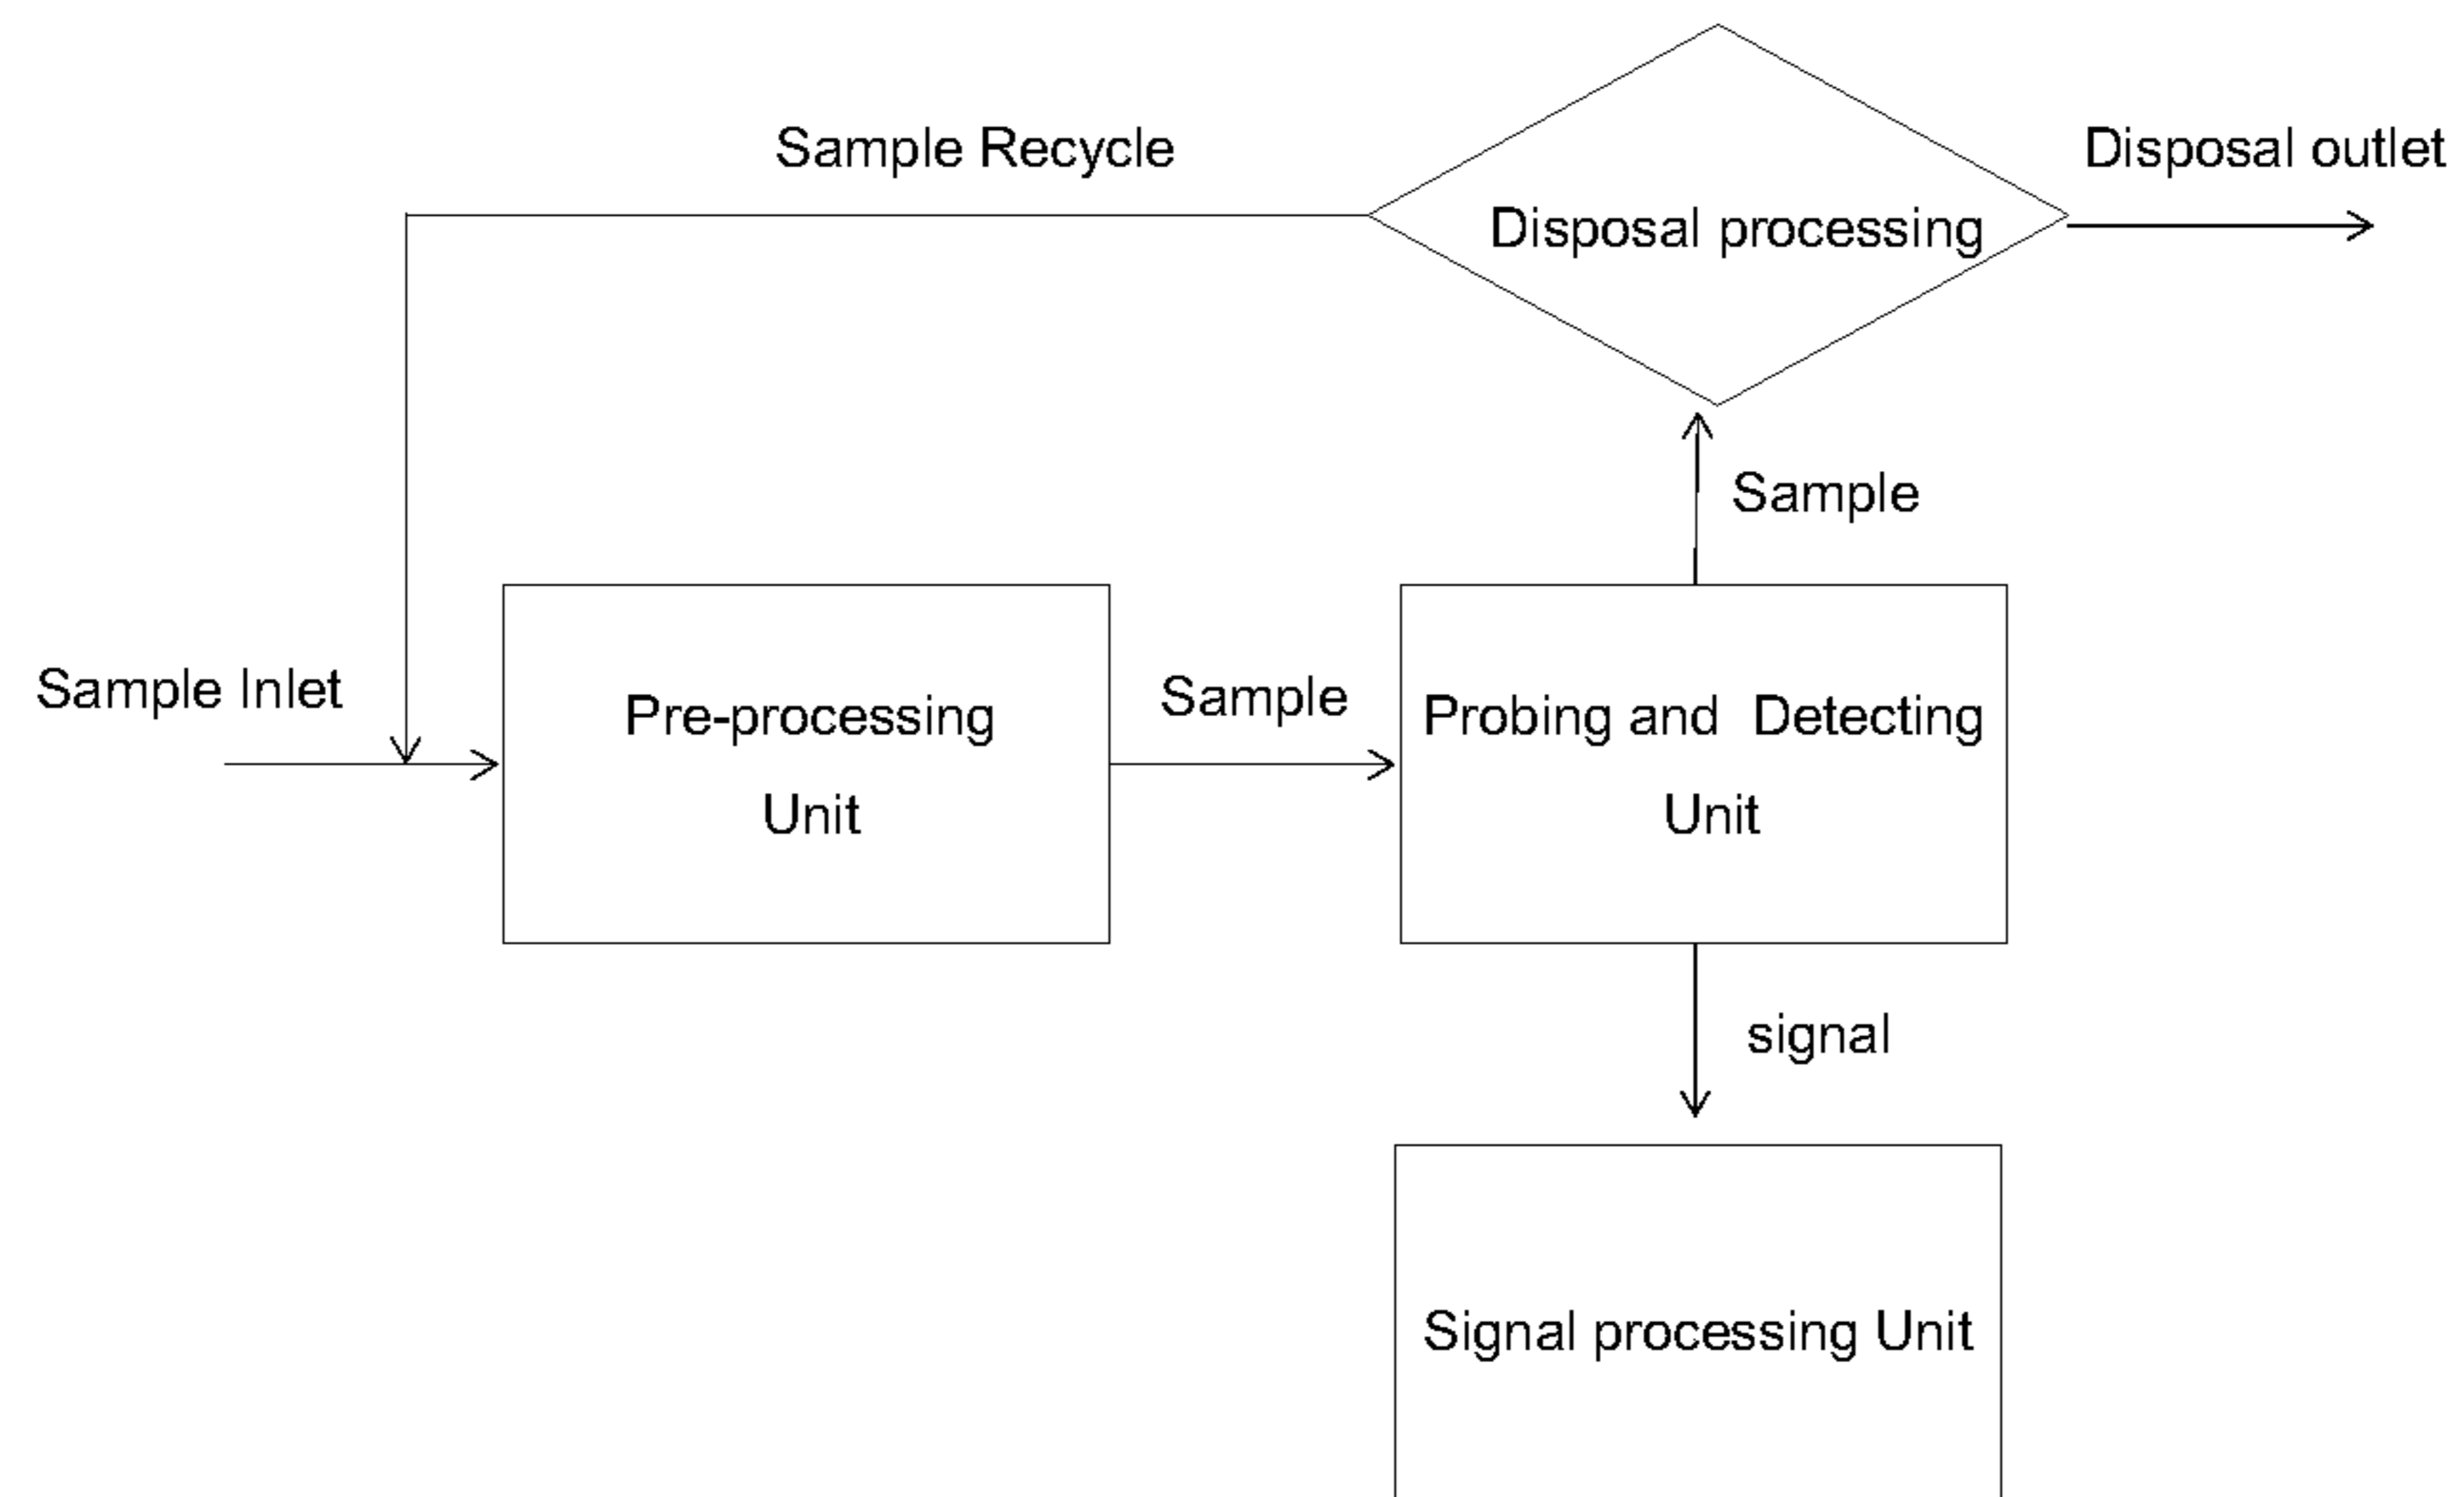 Sample Recycle
Disposal outlet
Disposal processing
Sample
Sample Inlet
Pre-processing
Unit
Sample
Probing and Detecting
Unit
signal
Signal processing Unit